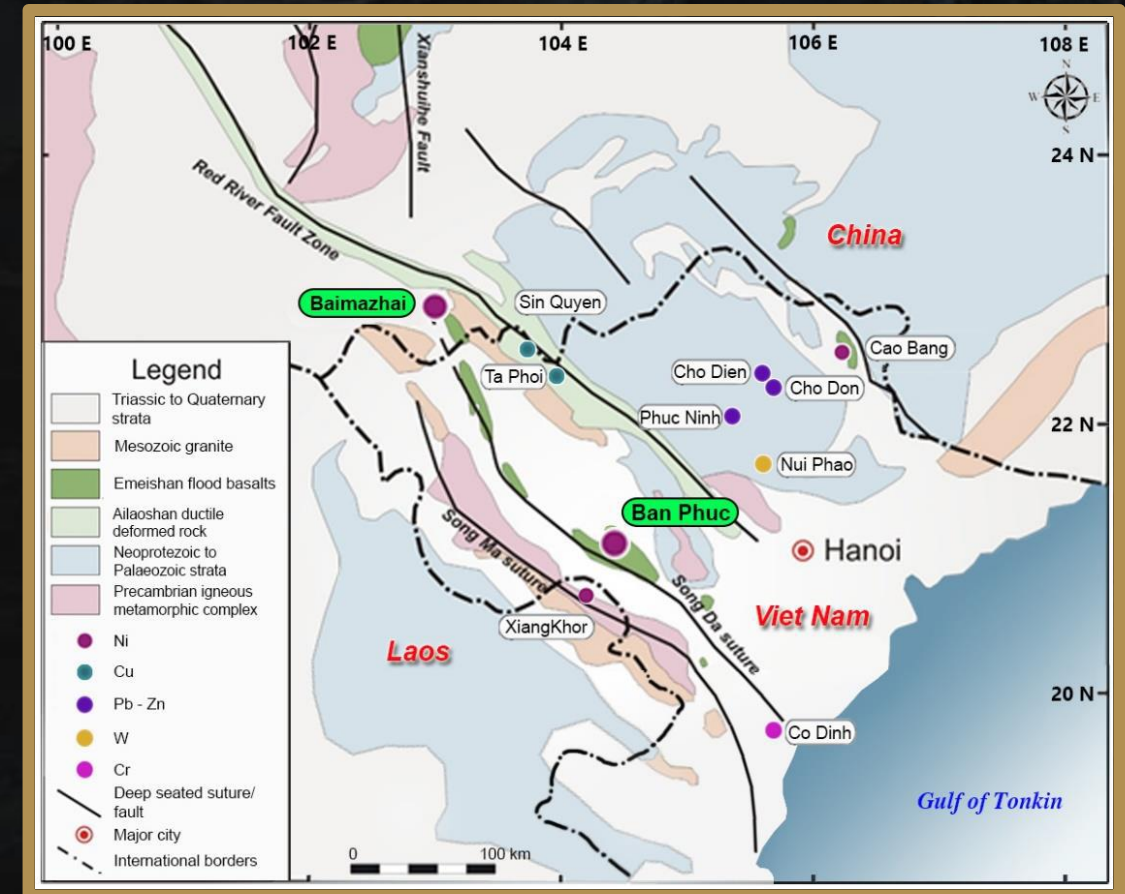 100 E
102 E
104 E
106 E
108 E
N
W
E
S
Xianshuihe Fault
24 N
Red River Fault Zone
China
Baimazhai
Sin Quyen
Ta Phoi
Cao Bang
Cho Dien
Cho Don
Phuc Ninh
22 N
Nui Phao
Ban Phuc
Hanoi
Song Ma suture
Song Da suture
Viet Nam
XiangKhor
Laos
20 N
Co Dinh
Gulf of Tonkin
0
100 km
Legend
Triassic to Quaternary
strata
Mesozoic granite
Emeishan flood basalts
Ailaoshan ductile
deformed rock
Neoprotezoic to
Palaeozoic strata
Precambrian igneous
metamorphic complex
Ni
Cu
Pb - Zn
W
Cr
Deep seated suture/
fault
Major city
International borders